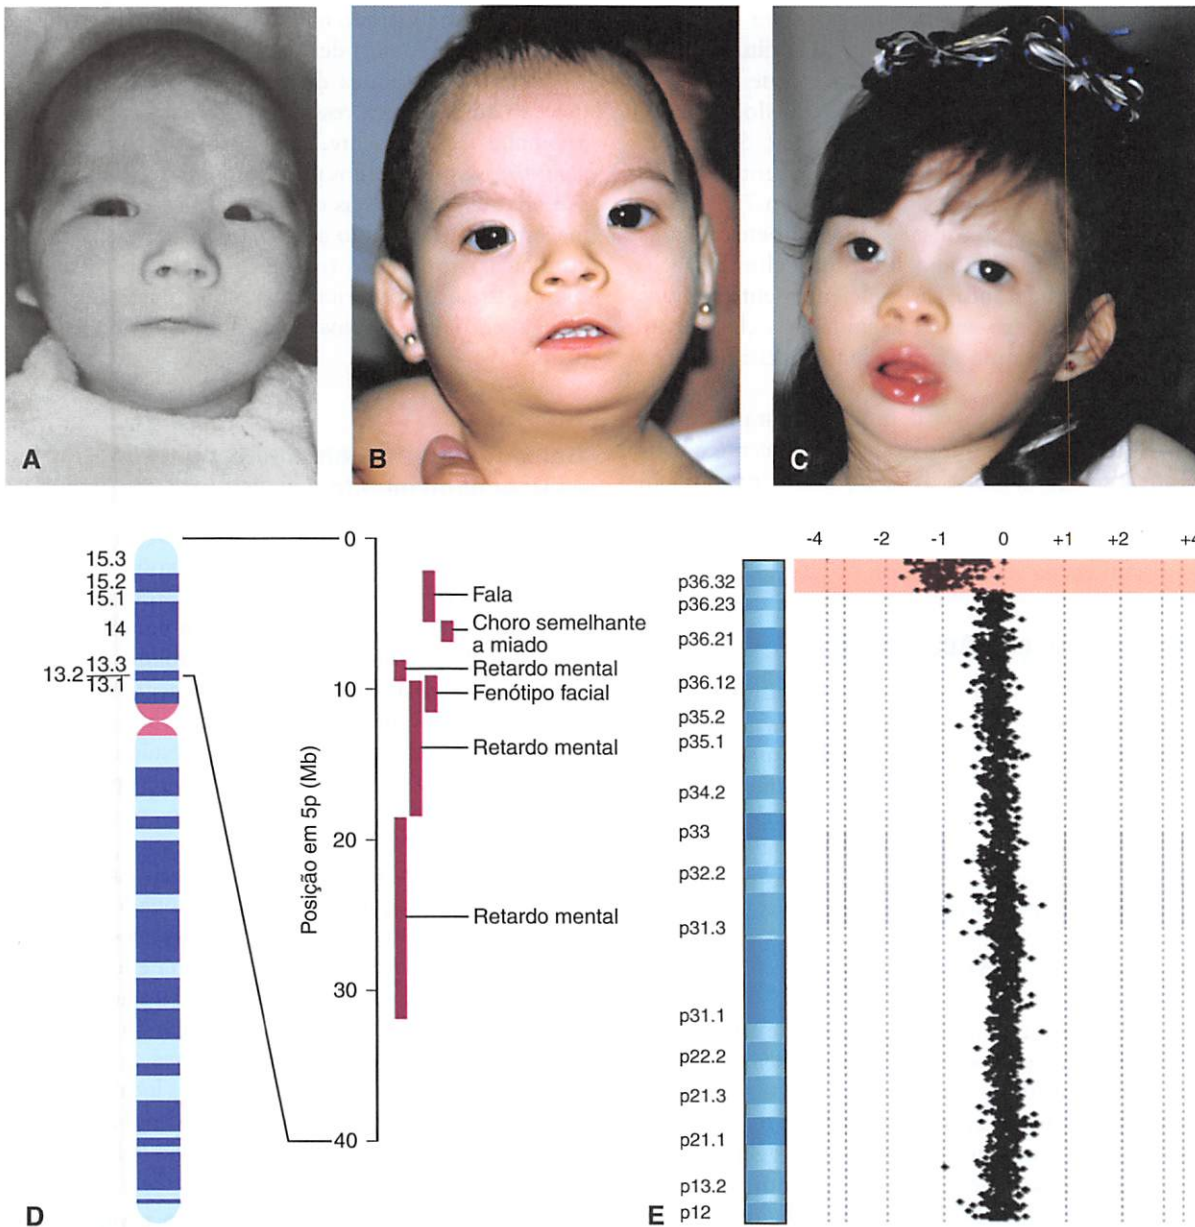 A
B
C
15.3
15.2
15.1
14
13.3
13.2
13.1
0
10
20
30
40
Posição em 5p (Mb)
Fala
Choro semelhante
a miado
Retardo mental
Fenótipo facial
Retardo mental
Retardo mental
D
-4
-2
-1
0
+1
+2
+4
p36.32
p36.23
p36.21
p36.12
p35.2
p35.1
p34.2
p33
p32.2
p31.3
p31.1
p22.2
p21.3
p21.1
p13.2
p12
E